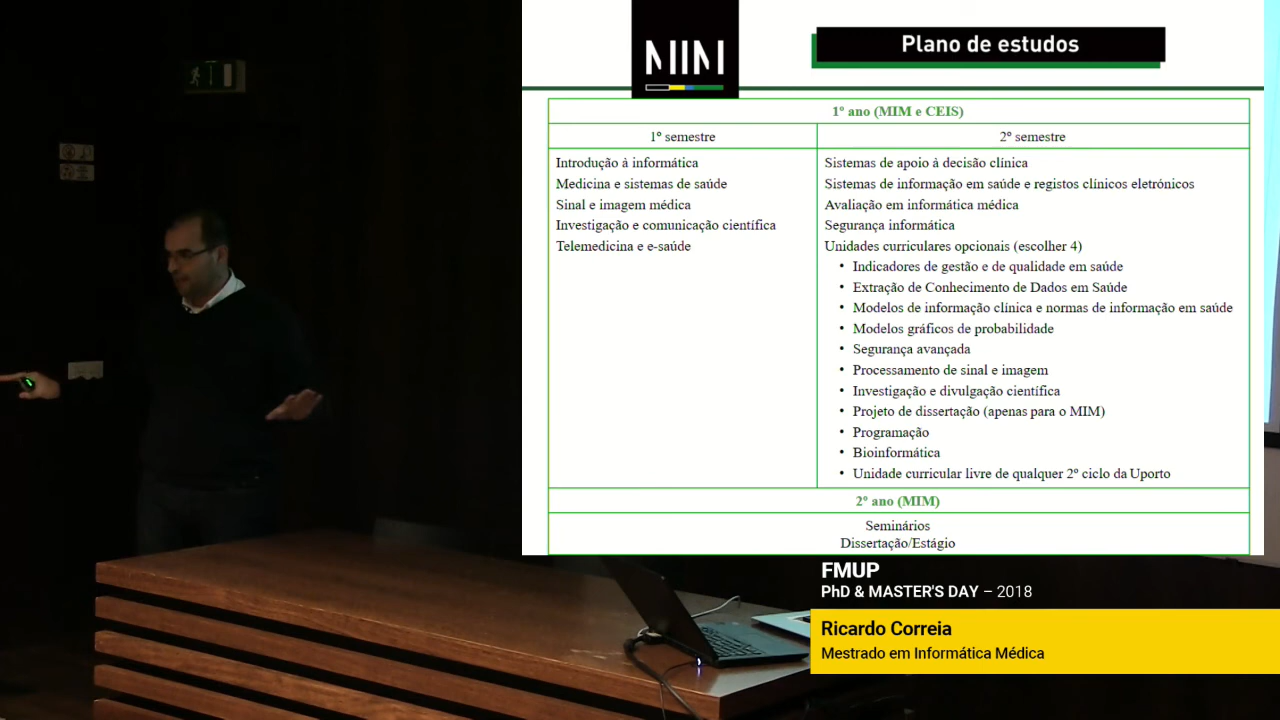 MIM
Plano de estudos
1º ano (MIM e CEIS)
1º semestre
2º semestre
Introdução à informática
Medicina e sistemas de saúde
Sinal e imagem médica
Investigação e comunicação científica
Telemedicina e e-saúde
Sistemas de apoio à decisão clínica
Sistemas de informação em saúde e registos clínicos eletrónicos
Avaliação em informática médica
Segurança informática
Unidades curriculares opcionais (escolher 4)
• Indicadores de gestão e de qualidade em saúde
• Extração de Conhecimento de Dados em Saúde
• Modelos de informação clínica e normas de informação em saúde
• Modelos gráficos de probabilidade
• Segurança avançada
• Processamento de sinal e imagem
• Investigação e divulgação científica
• Projeto de dissertação (apenas para o MIM)
• Programação
• Bioinformática
• Unidade curricular livre de qualquer 2º ciclo da Uporto
2º ano (MIM)
Seminários
Dissertação/Estágio
FMUP
PhD & MASTER'S DAY – 2018
Ricardo Correia
Mestrado em Informática Médica